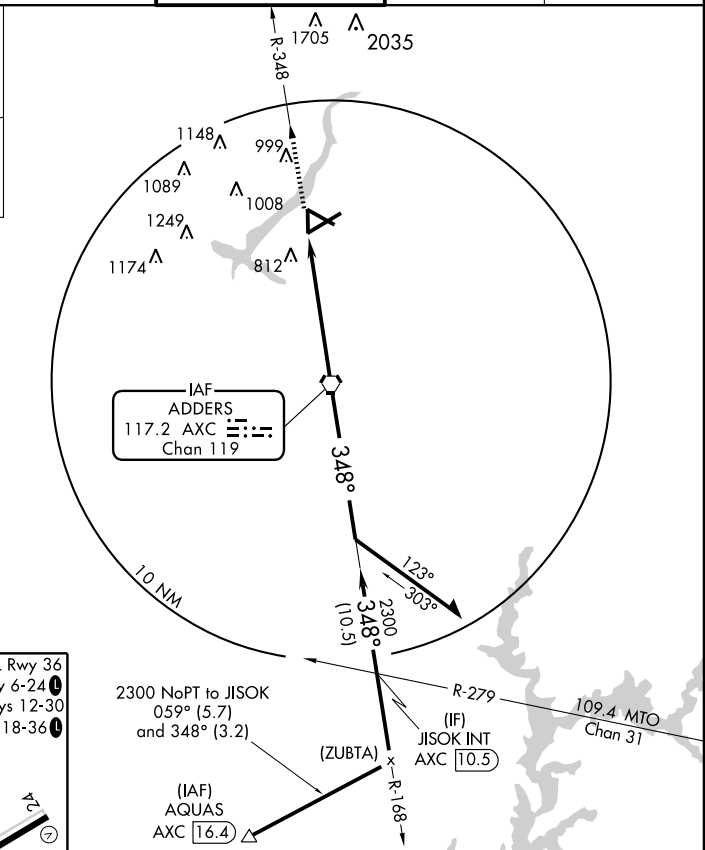 1705
2035
R-348
1148
999
1089
1008
1249
1174
812
IAF
ADDERS
117.2 AXC
Chan 119
348°
10 NM
123°
303°
2300
348°
(10.5)
R-279
109.4 MTO
Chan 31
2300 NoPT to JISOK
059° (5.7)
and 348° (3.2)
(IF)
JISOK INT
AXC 10.5
(ZUBTA)
x
R-168
(IAF)
AQUAS
AXC 16.4
Rwy 36
6-24 L
12-30
18-36 L
24
V